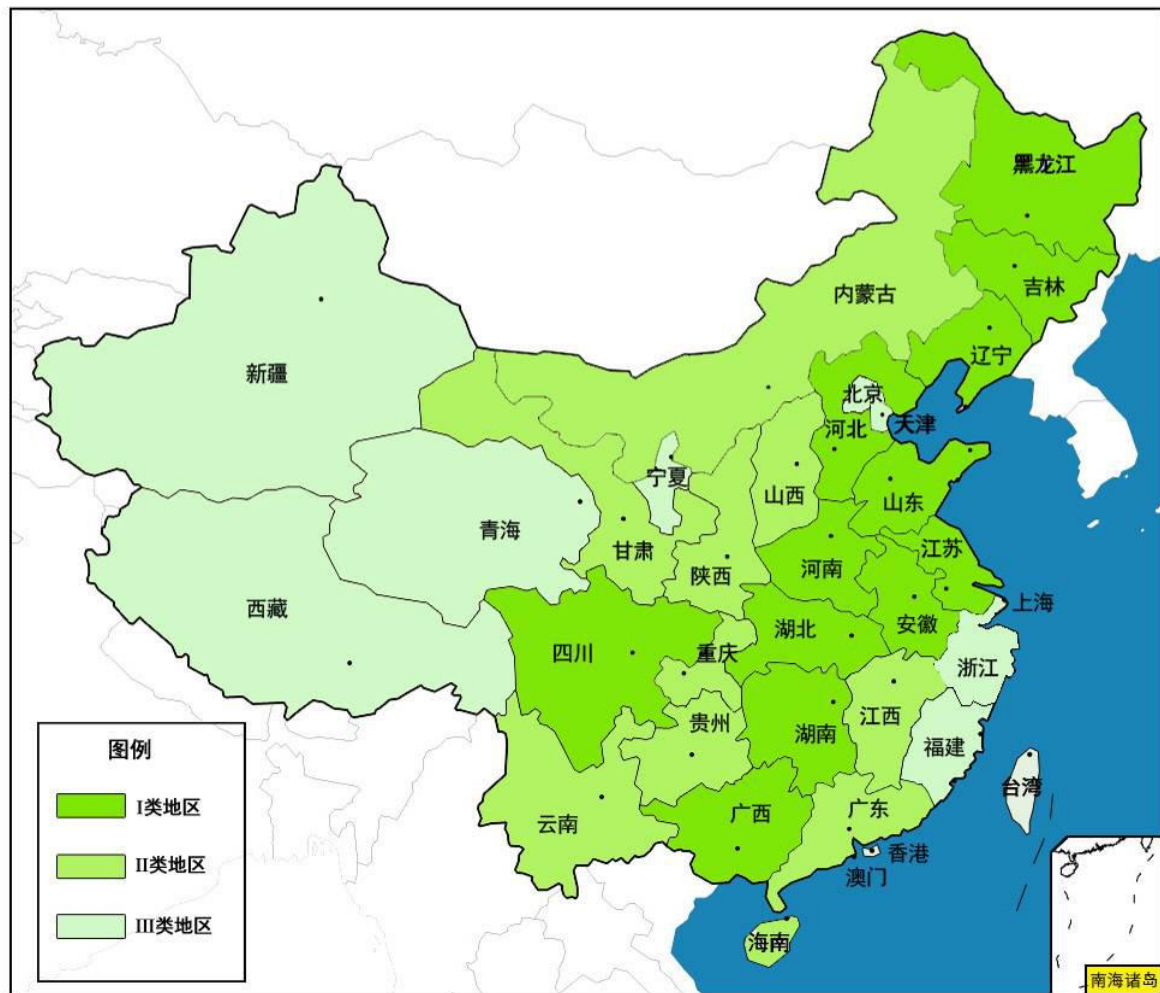 黑龙江
吉林
内蒙古
辽宁
北京
天津
河北
新疆
宁夏
山西
山东
青海
甘肃
陕西
河南
江苏
西藏
安徽
上海
湖北
四川
重庆
浙江
贵州
湖南
江西
福建
台湾
云南
广西
广东
香港
澳门
海南
图例
I类地区
II类地区
III类地区
南海诸岛